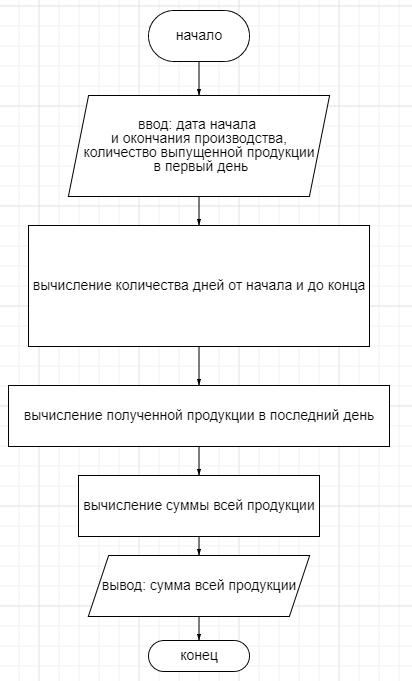 начало
ввод: дата начала
и окончания производства,
количество выпущенной продукции
в первый день
вычисление количества дней от начала и до конца
вычисление полученной продукции в последний день
вычисление суммы всей продукции
вывод: сумма всей продукции
конец